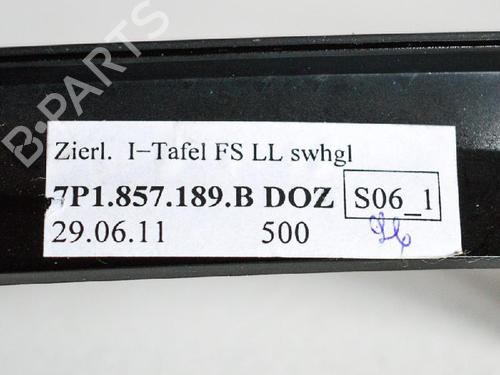 B-PARTS
Zierl. I-Tafel FS LL swhgl
7P1.857.189.B DOZ S06_1
29.06.11 500